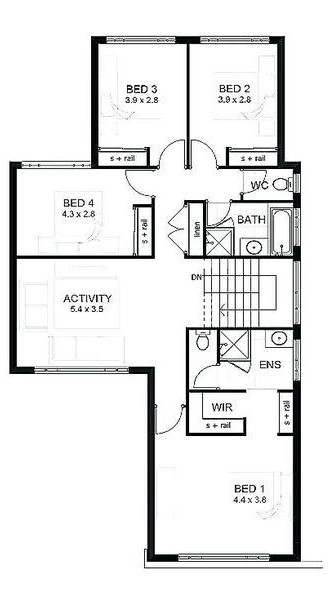 BED 3
3.9 x 2.8
BED 2
3.9 x 2.8
s + rail
s + rail
WC
BED 4
4.3 x 2.8
s + rail
linen
BATH
DN
ACTIVITY
5.4 x 3.5
ENS
WIR
s + rail
s + rail
BED 1
4.4 x 3.8